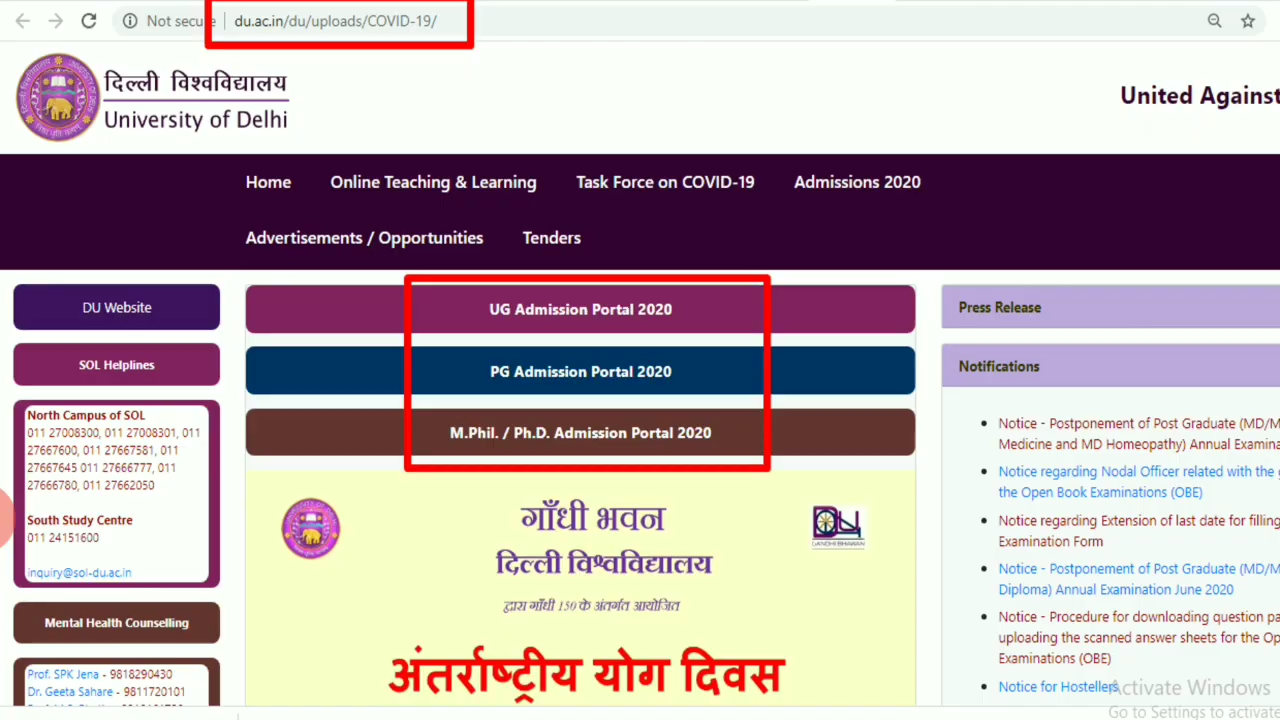 Not secure
du.ac.in/du/uploads/COVID-19/
दिल्ली विश्वविद्यालय
University of Delhi
United Against
Home
Online Teaching & Learning
Task Force on COVID-19
Admissions 2020
Advertisements / Opportunities
Tenders
DU Website
SOL Helplines
North Campus of SOL
011 27008300, 011 27008301, 011
27667600, 011 27667581, 011
27667645 011 27666777, 011
27666780, 011 27662050
South Study Centre
011 24151600
inquiry@sol-du.ac.in
Mental Health Counselling
Prof. SPK Jena - 9818290430
Dr. Geeta Sahare - 9811720101
UG Admission Portal 2020
PG Admission Portal 2020
M.Phil. / Ph.D. Admission Portal 2020
गाँधी भवन
दिल्ली विश्वविद्यालय
द्वारा गाँधी 150 के अंतर्गत आयोजित
अंतर्राष्ट्रीय योग दिवस
DU
GANDHI BHAWAN
Press Release
Notifications
Notice - Postponement of Post Graduate (MD/M
Medicine and MD Homeopathy) Annual Examina
Notice regarding Nodal Officer related with the g
the Open Book Examinations (OBE)
Notice regarding Extension of last date for filling
Examination Form
Notice - Postponement of Post Graduate (MD/M
Diploma) Annual Examination June 2020
Notice - Procedure for downloading question pa
uploading the scanned answer sheets for the Op
Examinations (OBE)
Notice for Hostellers
Activate Windows
Go to Settings to activate